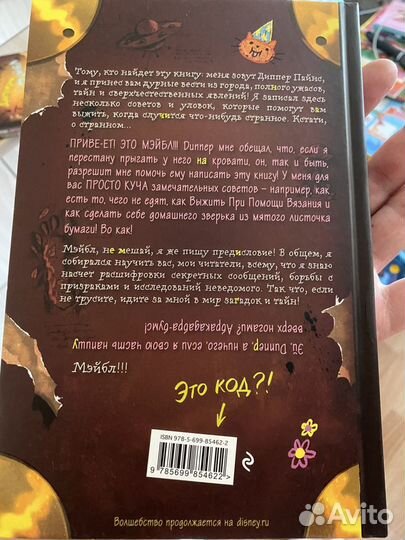 Тому, кто найдет эту книгу: меня зовут Диппер Пайнс,
и я принес вам дурные вести из города, полного ужасов,
тайн и сверхъестественных явлений! Я записал здесь
несколько советов и уловок, которые помогут вам
выжить, когда случится что-нибудь странное. Кстати,
о странном...
ПРИВЕ-ЕТ! ЭТО МЭЙБЛ!!! Диппер мне обещал, что, если я
перестану прыгать у него на кровати, он, так и быть,
разрешит мне помочь ему написать эту книгу! У меня для
вас ПРОСТО КУЧА замечательных советов – например, как
есть то, чего не едят, как Выжить При Помощи Вязания и
как сделать себе домашнего зверька из мятого листочка
бумаги! Во как!
Мэйбл, не мешай, я же пишу предисловие! В общем, я
собирался научить вас, мои читатели, всему, что я знаю
насчет расшифровки секретных сообщений, борьбы с
призраками и исследований неведомого. Так что, если
не трусите, идите за мной в мир загадок и тайн!
Эй, Диппер, а ничего, если я свою часть напишу
вверх ногами? Абракадабра-бумс!
Мэйбл!!!
Это код?!
ISBN 978-5-699-85462-2
9 785699 854622 >
Волшебство продолжается на disney.ru
Avito